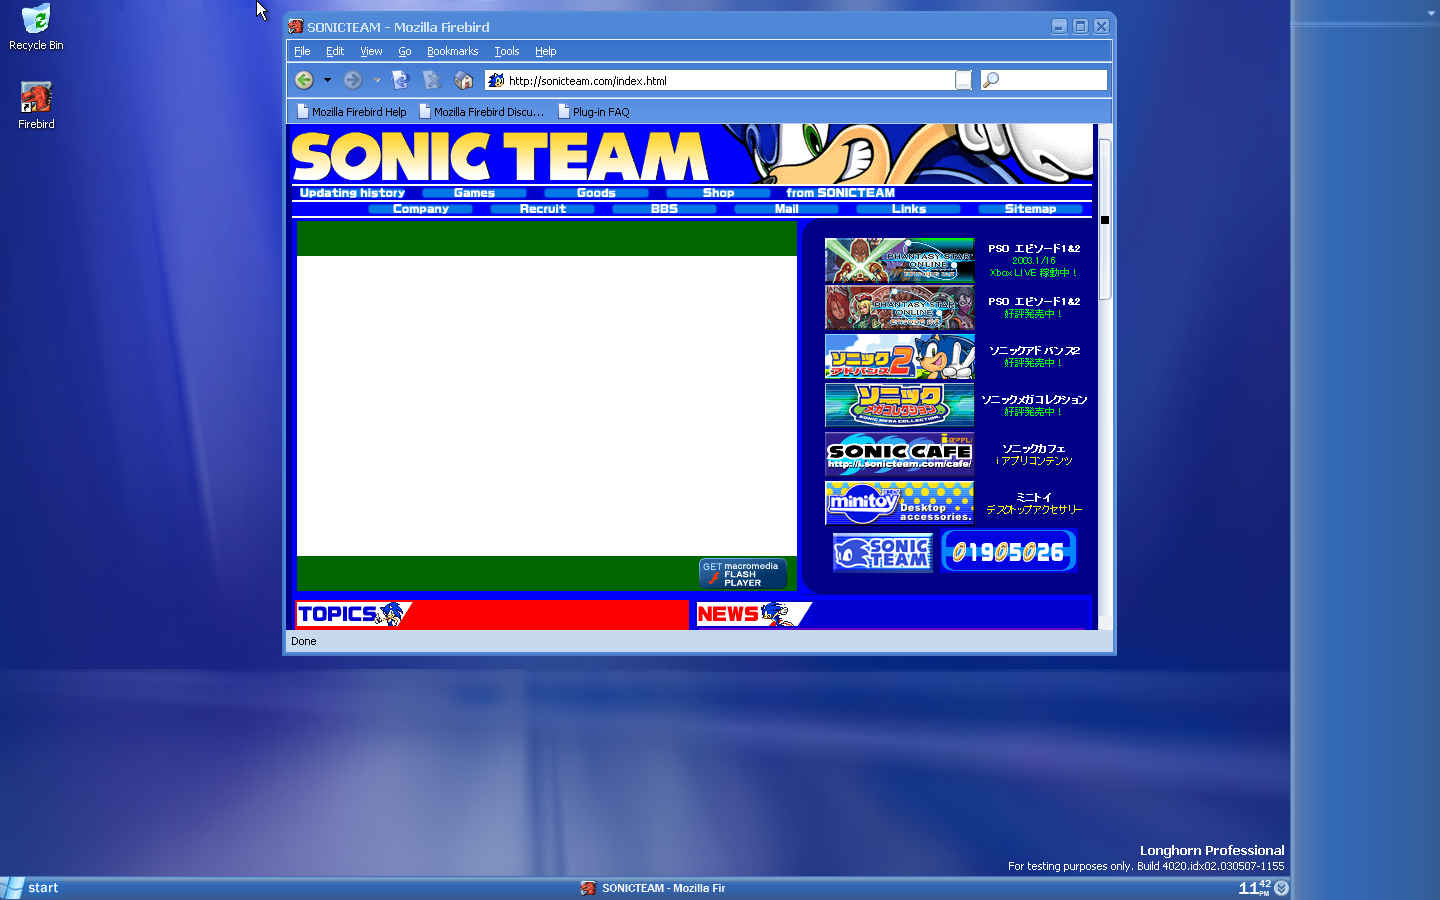 Recycle Bin
Firebird
SONICTEAM - Mozilla Firebird
File Edit View Go Bookmarks Tools Help
http://sonicteam.com/index.html
Mozilla Firebird Help Mozilla Firebird Discu... Plug-in FAQ
SONIC TEAM
Updating history Games Goods Shop from SONICTEAM
Company Recruit BBS Mail Links Sitemap
PHANTASY STAR
ONLINE
PSO エピソード1&2
2003.1/16
Xbox LIVE 稼動中！
PHANTASY STAR
ONLINE
EPISODE I&II
PSO エピソード1&2
好評発売中！
ソニック
アドバンス2
ソニックアドバンス2
好評発売中！
ソニック
メガコレクション
SONIC MEGA COLLECTION
ソニックメガコレクション
好評発売中！
SONIC CAFE
http://i.sonicteam.com/cafe/
ソニックカフェ
iアプリコンテンツ
minitoy
Desktop
accessories.
ミニトイ
デスクトップアクセサリー
SONIC
TEAM
01905026
GET macromedia
FLASH
PLAYER
TOPICS
NEWS
Done
Longhorn Professional
For testing purposes only. Build 4020.idx02.030507-1155
start
SONICTEAM - Mozilla Fir
11 42 PM